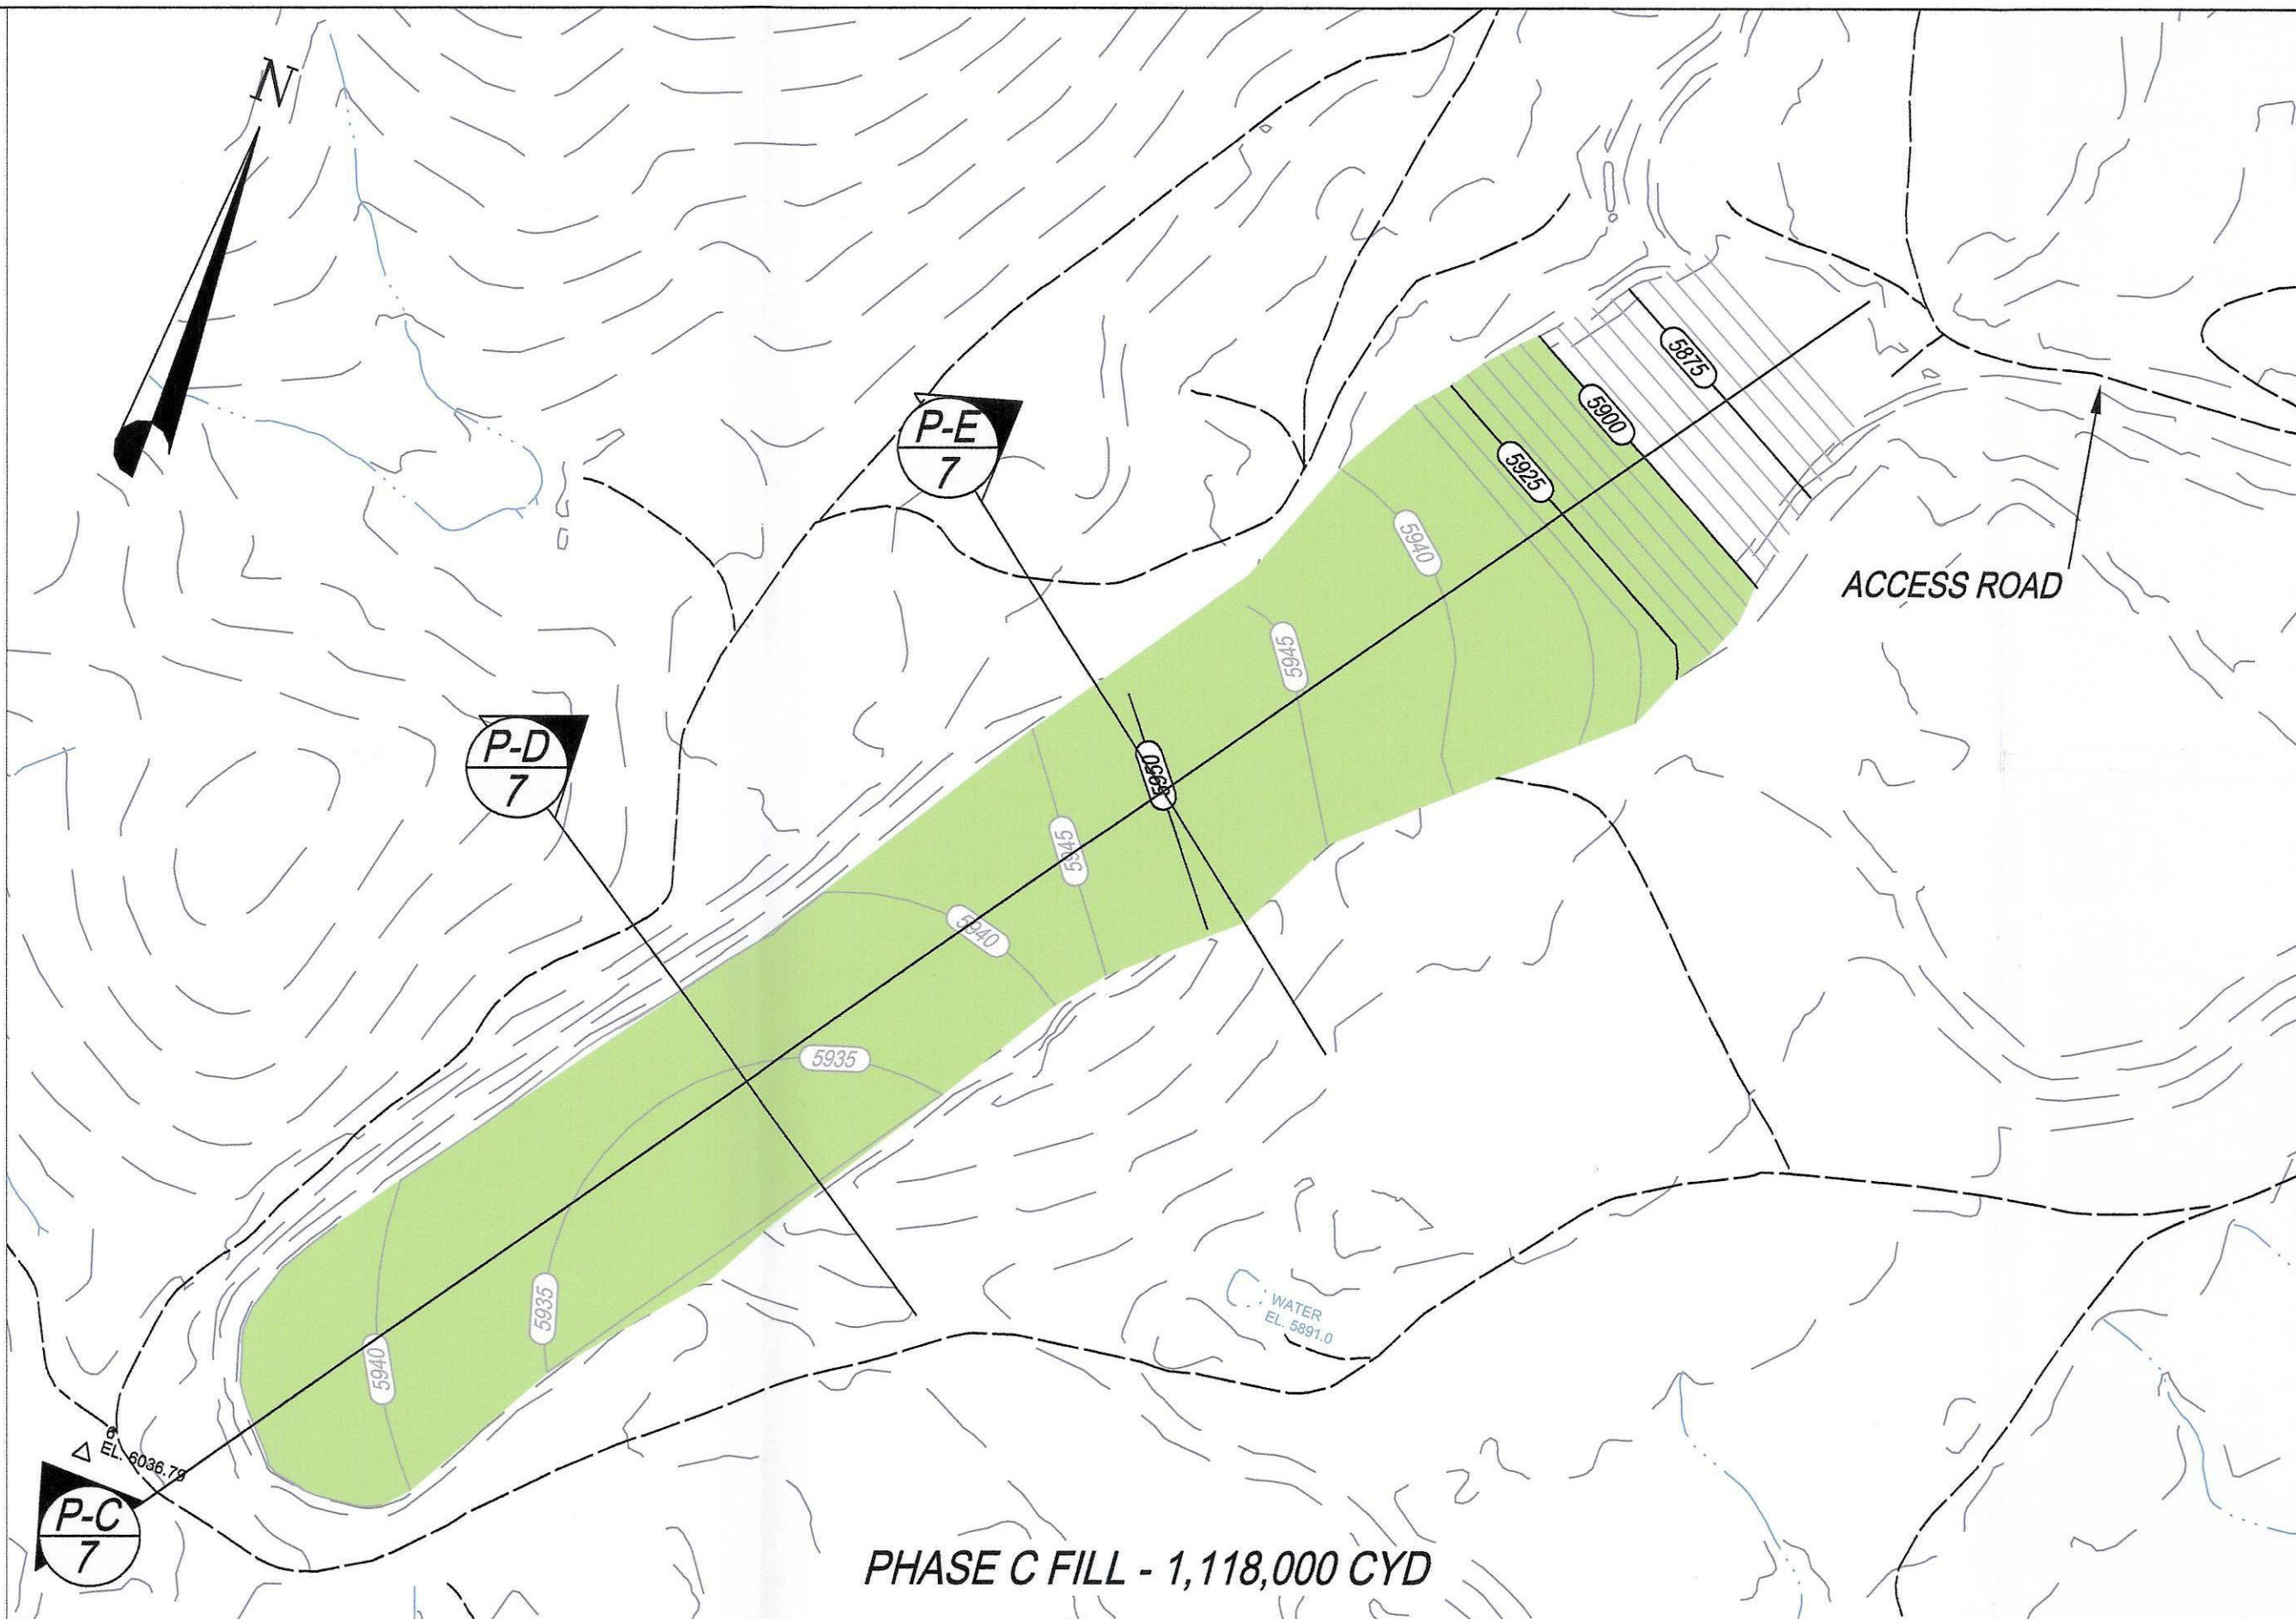 N
P-E
7
5875
5900
5925
5940
ACCESS ROAD
5945
P-D
7
5950
5945
5940
5935
WATER
EL. 5891.0
5935
5940
6
EL. 6036.79
P-C
7
PHASE C FILL - 1,118,000 CYD